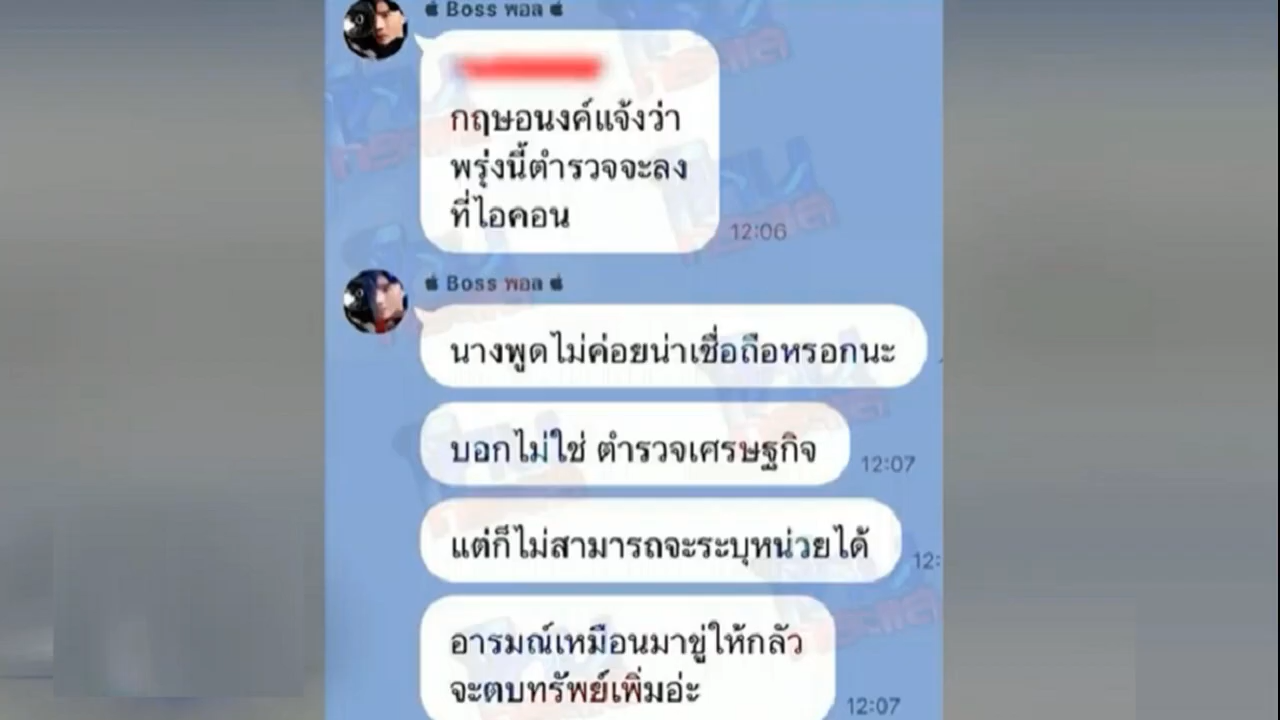 Boss พอล
กฤษอนงค์แจ้งว่า
พรุ่งนี้ตำรวจจะลง
ที่ไอคอน
12:06
Boss พอล
นางพูดไม่ค่อยน่าเชื่อถือหรอกนะ
บอกไม่ใช่ ตำรวจเศรษฐกิจ
12:07
แต่ก็ไม่สามารถจะระบุหน่วยได้
12:
อารมณ์เหมือนมาขู่ให้กลัว
จะตบทรัพย์เพิ่มอ่ะ
12:07